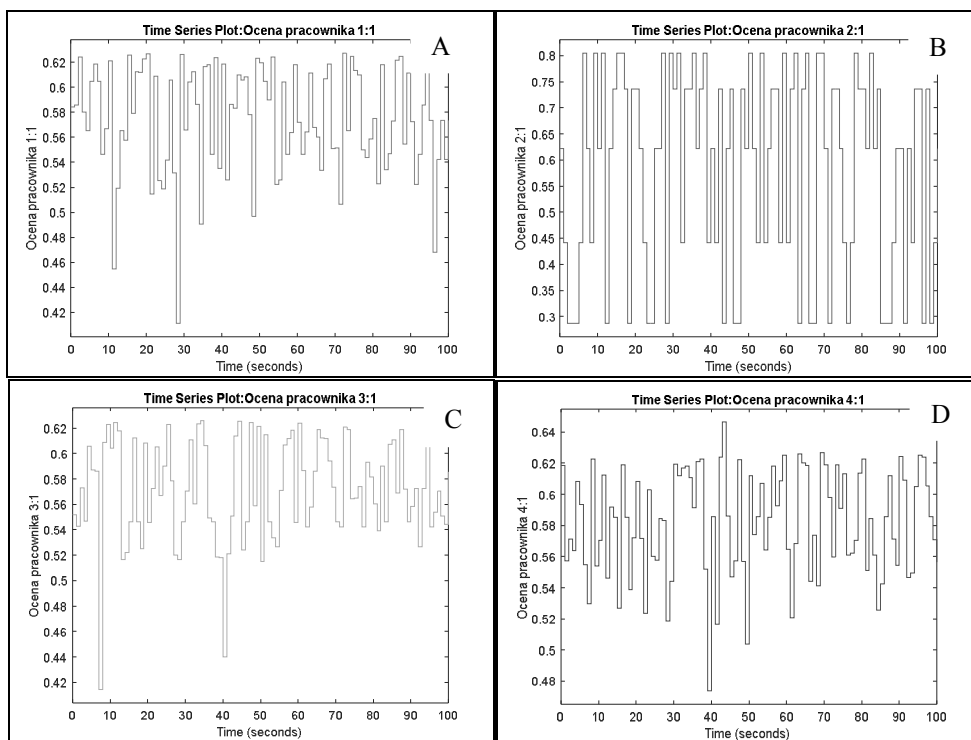 Time Series Plot:Ocena pracownika 1:1
A
0.62
0.6
0.58
0.56
0.54
0.52
0.5
0.48
0.46
0.44
0.42
Ocena pracownika 1:1
0 10 20 30 40 50 60 70 80 90 100
Time (seconds)
Time Series Plot:Ocena pracownika 2:1
B
0.8
0.75
0.7
0.65
0.6
0.55
0.5
0.45
0.4
0.35
0.3
Ocena pracownika 2:1
0 10 20 30 40 50 60 70 80 90 100
Time (seconds)
Time Series Plot:Ocena pracownika 3:1
C
0.62
0.6
0.58
0.56
0.54
0.52
0.5
0.48
0.46
0.44
0.42
Ocena pracownika 3:1
0 10 20 30 40 50 60 70 80 90 100
Time (seconds)
Time Series Plot:Ocena pracownika 4:1
D
0.64
0.62
0.6
0.58
0.56
0.54
0.52
0.5
0.48
Ocena pracownika 4:1
0 10 20 30 40 50 60 70 80 90 100
Time (seconds)